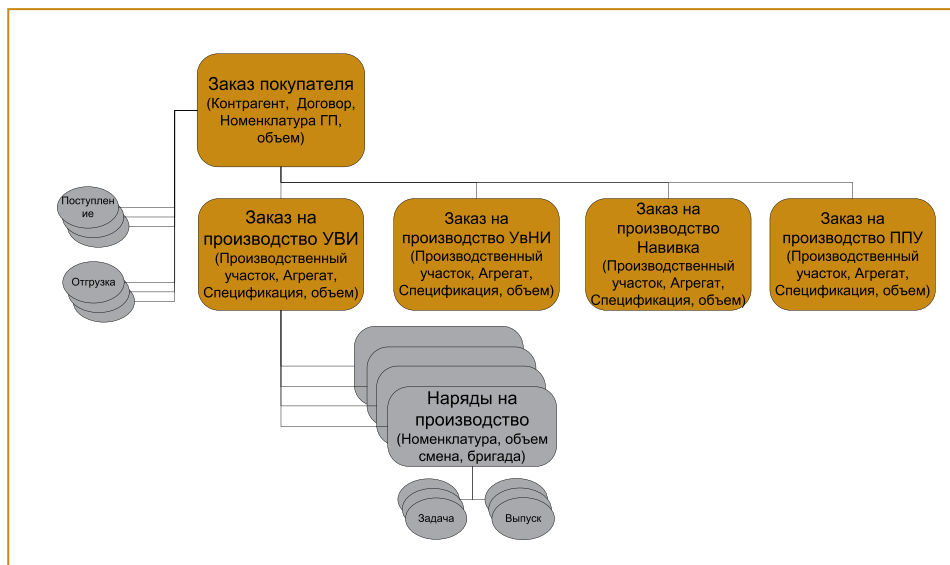 Заказ покупателя
(Контрагент, Договор,
Номенклатура ГП,
объем)
Поступлен
ие
Отгрузка
Заказ на
производство УВИ
(Производственный
участок, Агрегат,
Спецификация, объем)
Заказ на
производство УвНИ
(Производственный
участок, Агрегат,
Спецификация, объем)
Заказ на
производство
Навивка
(Производственный
участок, Агрегат,
Спецификация, объем)
Заказ на
производство ППУ
(Производственный
участок, Агрегат,
Спецификация, объем)
Наряды на
производство
(Номенклатура, объем
смена, бригада)
Задача
Выпуск